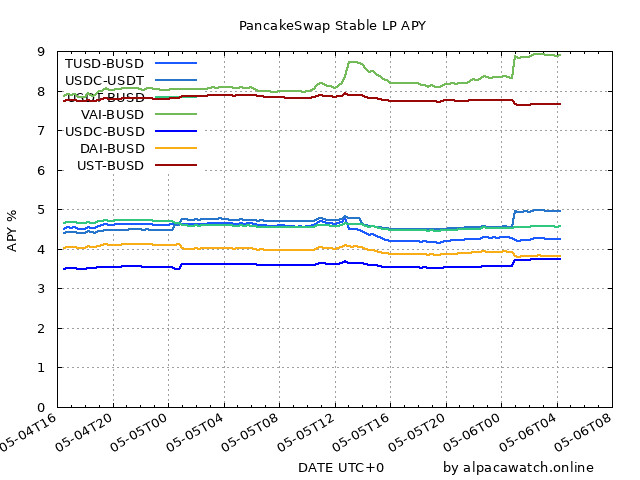 PancakeSwap Stable LP APY
9
8
7
6
5
4
3
2
1
0
APY %
TUSD-BUSD
USDC-USDT
USDT-BUSD
VAI-BUSD
USDC-BUSD
DAI-BUSD
UST-BUSD
05-04T16
05-04T20
05-05T00
05-05T04
05-05T08
05-05T12
05-05T16
05-05T20
05-06T00
05-06T04
05-06T08
DATE UTC+0
by alpacawatch.online